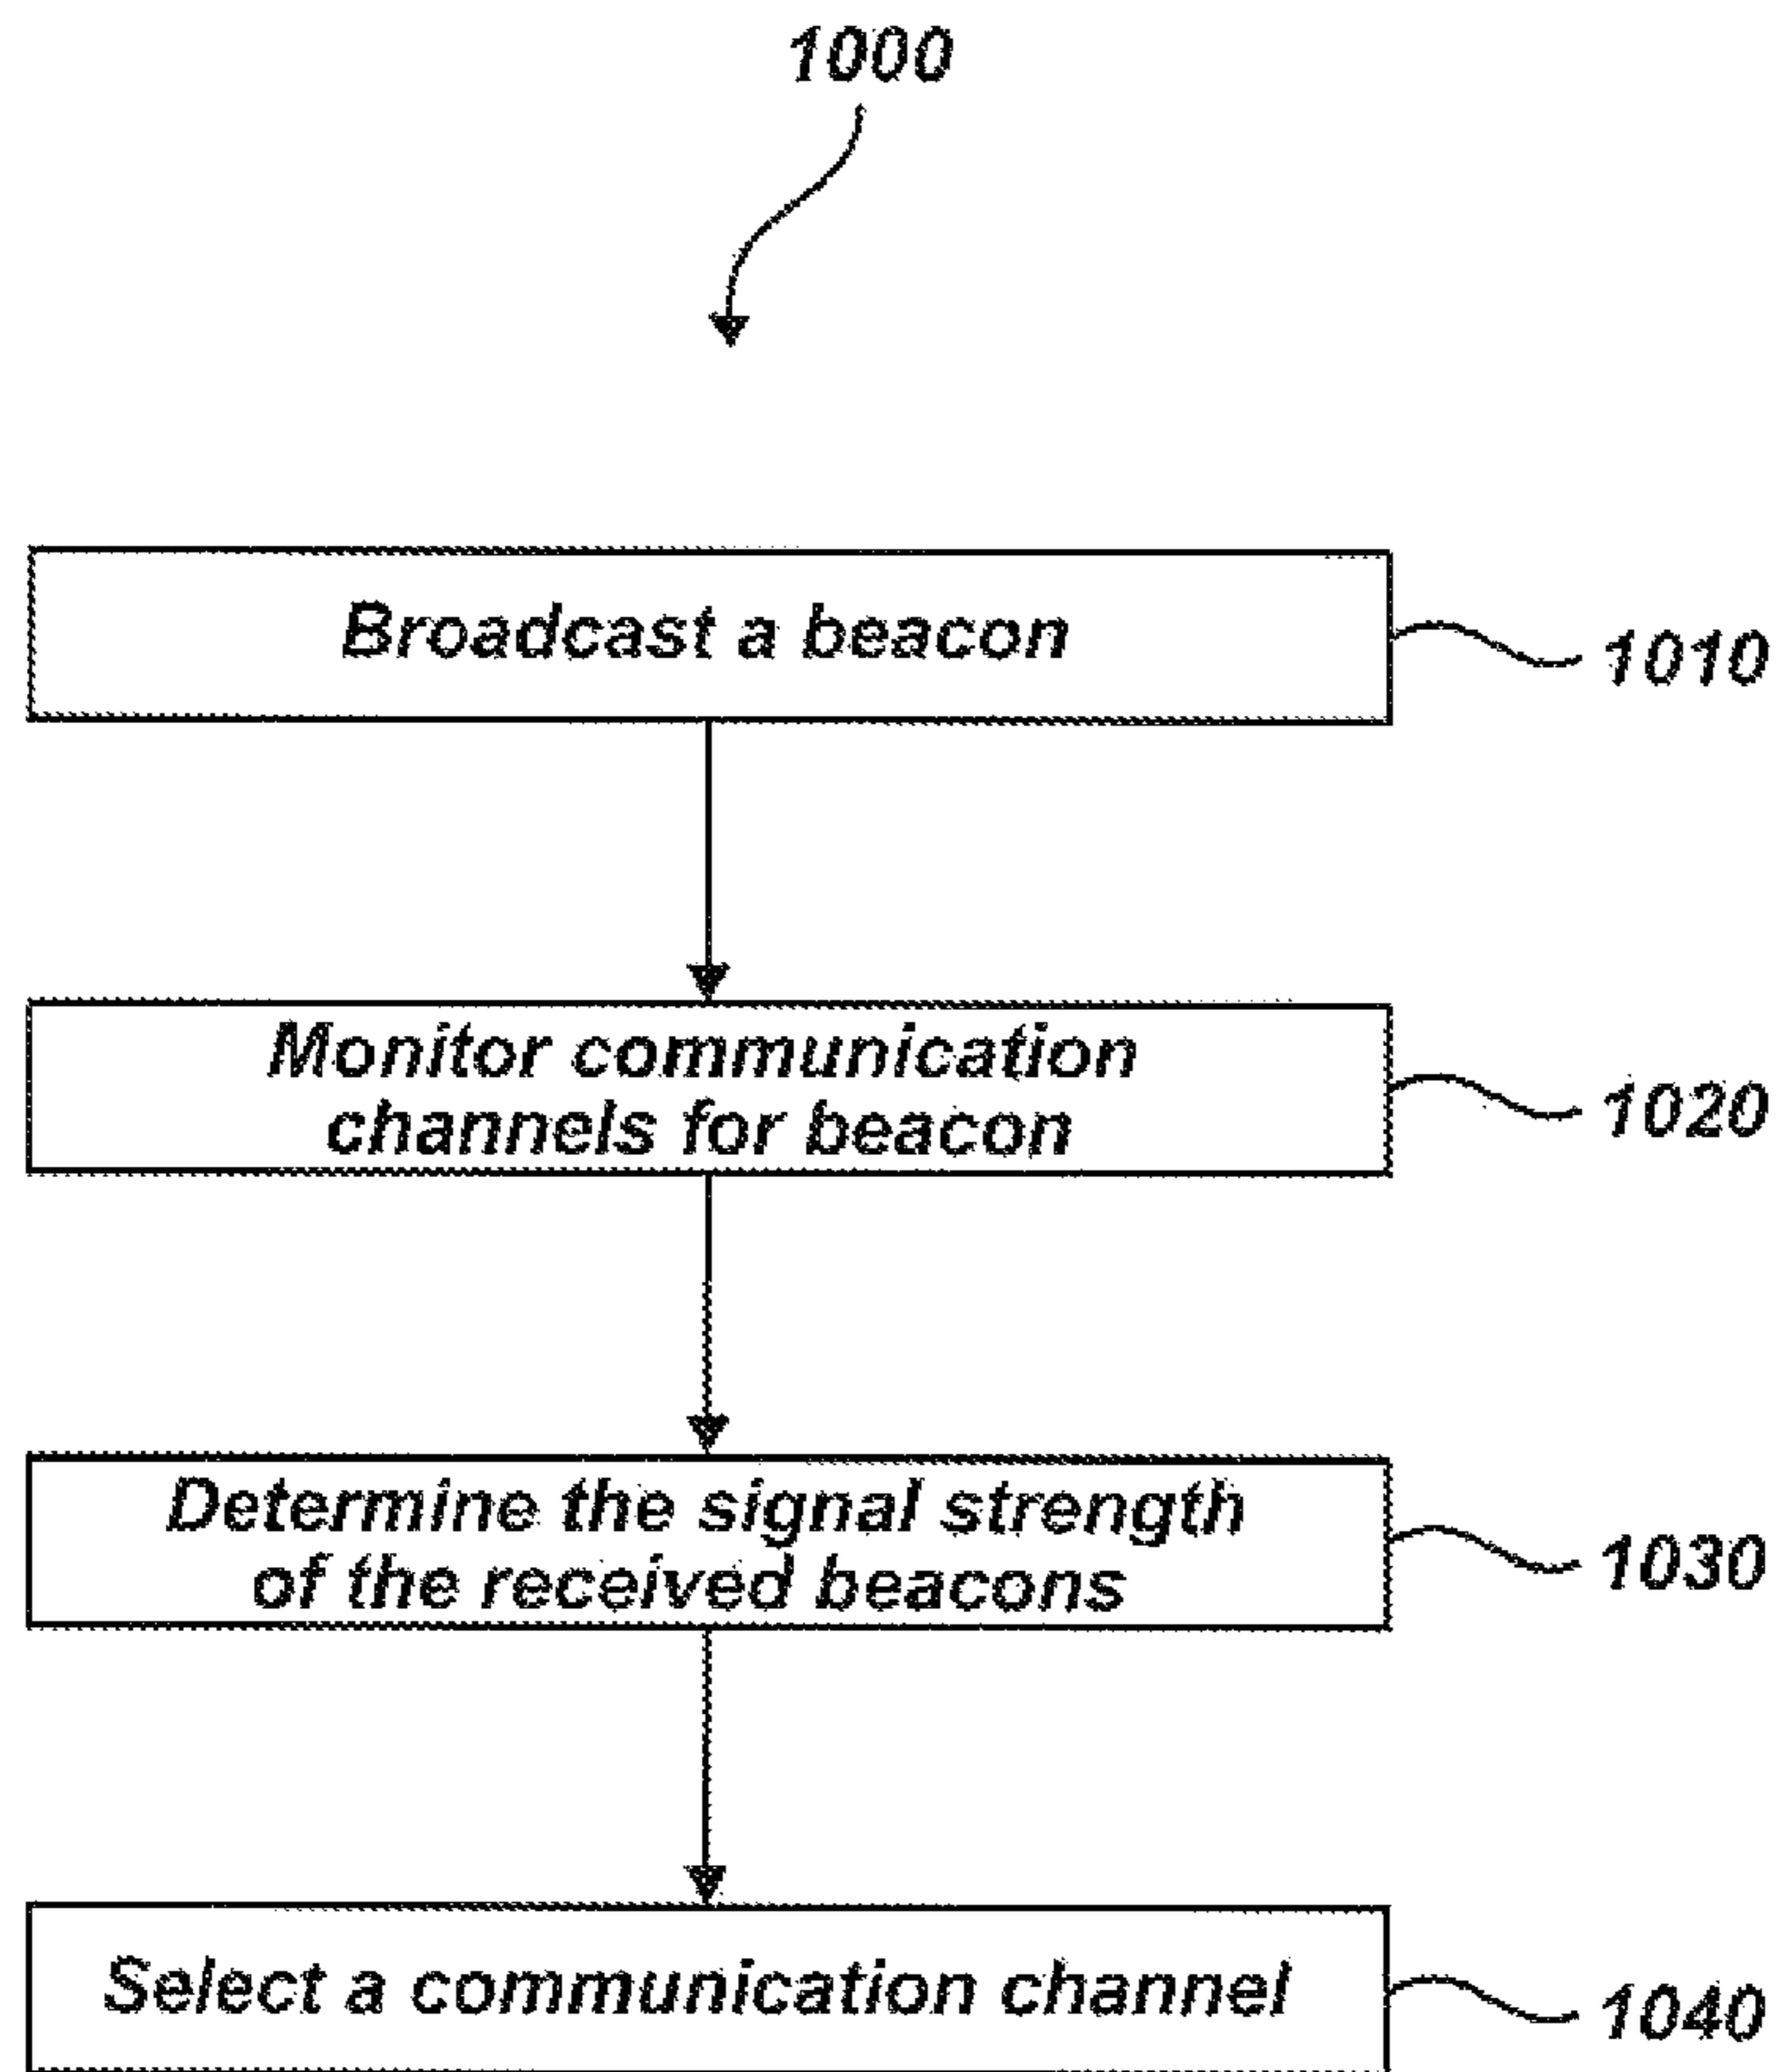 1000
Broadcast a beacon
1010
Monitor communication
channels for beacon
1020
Determine the signal strength
of the received beacons
1030
Select a communication channel
1040